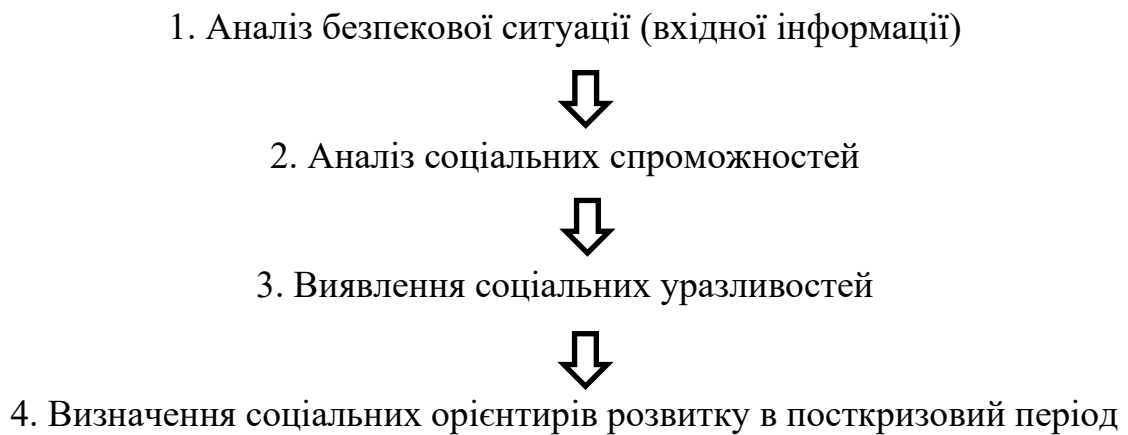 1. Аналіз безпекової ситуації (вхідної інформації)
2. Аналіз соціальних спроможностей
3. Виявлення соціальних уразливостей
4. Визначення соціальних орієнтирів розвитку в посткризовий період